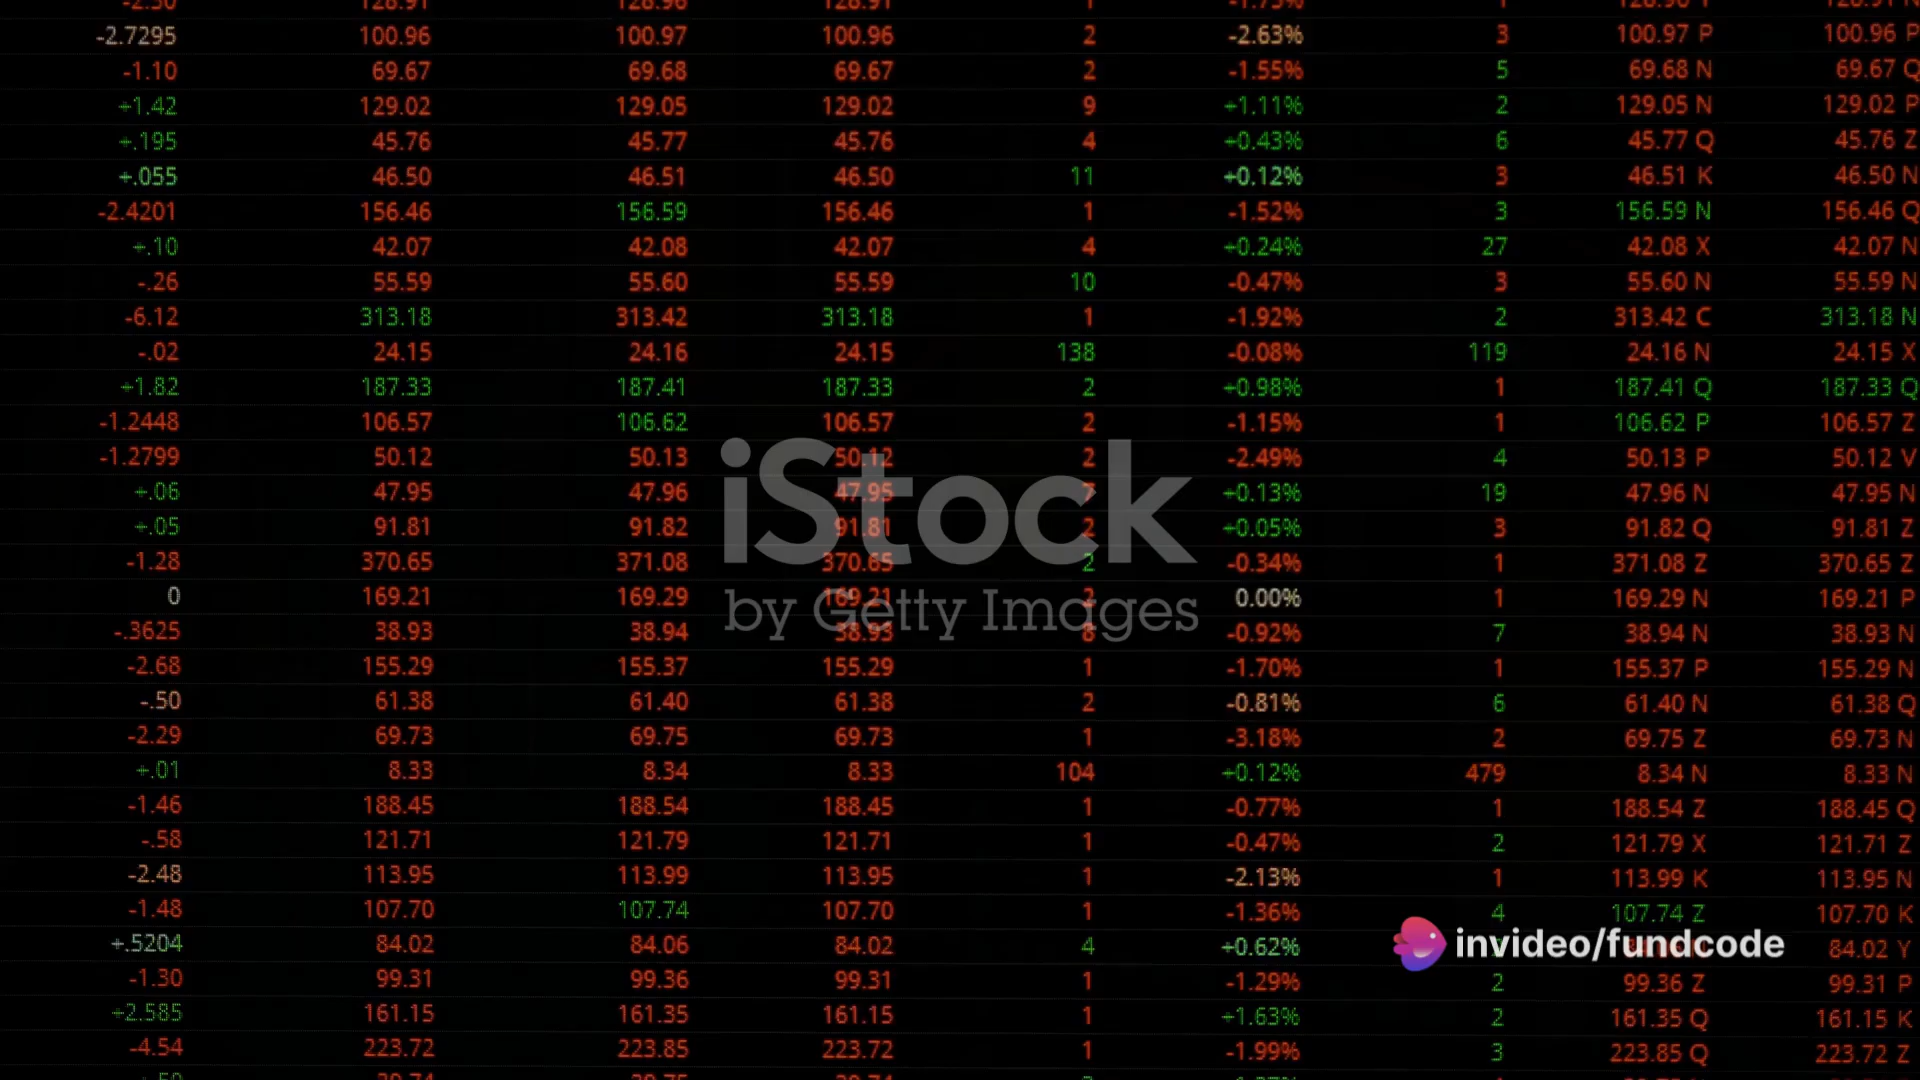 -2.7295 100.96 100.97 100.96 2 -2.63% 3 100.97 P 100.96 P
-1.10 69.67 69.68 69.67 2 -1.55% 5 69.68 N 69.67 Q
+1.42 129.02 129.05 129.02 9 +1.11% 2 129.05 N 129.02 P
+.195 45.76 45.77 45.76 4 +0.43% 6 45.77 Q 45.76 Z
+.055 46.50 46.51 46.50 11 +0.12% 3 46.51 K 46.50 N
-2.4201 156.46 156.59 156.46 1 -1.52% 3 156.59 N 156.46 Q
+.10 42.07 42.08 42.07 4 +0.24% 27 42.08 X 42.07 N
-.26 55.59 55.60 55.59 10 -0.47% 3 55.60 N 55.59 N
-6.12 313.18 313.42 313.18 1 -1.92% 2 313.42 C 313.18 N
-.02 24.15 24.16 24.15 138 -0.08% 119 24.16 N 24.15 X
+1.82 187.33 187.41 187.33 2 +0.98% 1 187.41 Q 187.33 Q
-1.2448 106.57 106.62 106.57 2 -1.15% 1 106.62 P 106.57 Z
-1.2799 50.12 50.13 50.12 2 -2.49% 4 50.13 P 50.12 V
+.06 47.95 47.96 47.95 7 +0.13% 19 47.96 N 47.95 N
iStock
+.05 91.81 91.82 91.81 2 +0.05% 3 91.82 Q 91.81 Z
-1.28 370.65 371.08 370.65 2 -0.34% 1 371.08 Z 370.65 Z
0 169.21 169.29 169.21 2 0.00% 1 169.29 N 169.21 P
by Getty Images
-.3625 38.93 38.94 38.93 8 -0.92% 7 38.94 N 38.93 N
-2.68 155.29 155.37 155.29 1 -1.70% 1 155.37 P 155.29 N
-.50 61.38 61.40 61.38 2 -0.81% 6 61.40 N 61.38 Q
-2.29 69.73 69.75 69.73 1 -3.18% 2 69.75 Z 69.73 N
+.01 8.33 8.34 8.33 104 +0.12% 479 8.34 N 8.33 N
-1.46 188.45 188.54 188.45 1 -0.77% 1 188.54 Z 188.45 Q
-.58 121.71 121.79 121.71 1 -0.47% 2 121.79 X 121.71 Z
-2.48 113.95 113.99 113.95 1 -2.13% 1 113.99 K 113.95 N
-1.48 107.70 107.74 107.70 1 -1.36% 4 107.74 Z 107.70 K
+.5204 84.02 84.06 84.02 4 +0.62% 84.02 Y
invideo/fundcode
-1.30 99.31 99.36 99.31 1 -1.29% 2 99.36 Z 99.31 P
+2.585 161.15 161.35 161.15 1 +1.63% 2 161.35 Q 161.15 K
-4.54 223.72 223.85 223.72 1 -1.99% 3 223.85 Q 223.72 Z